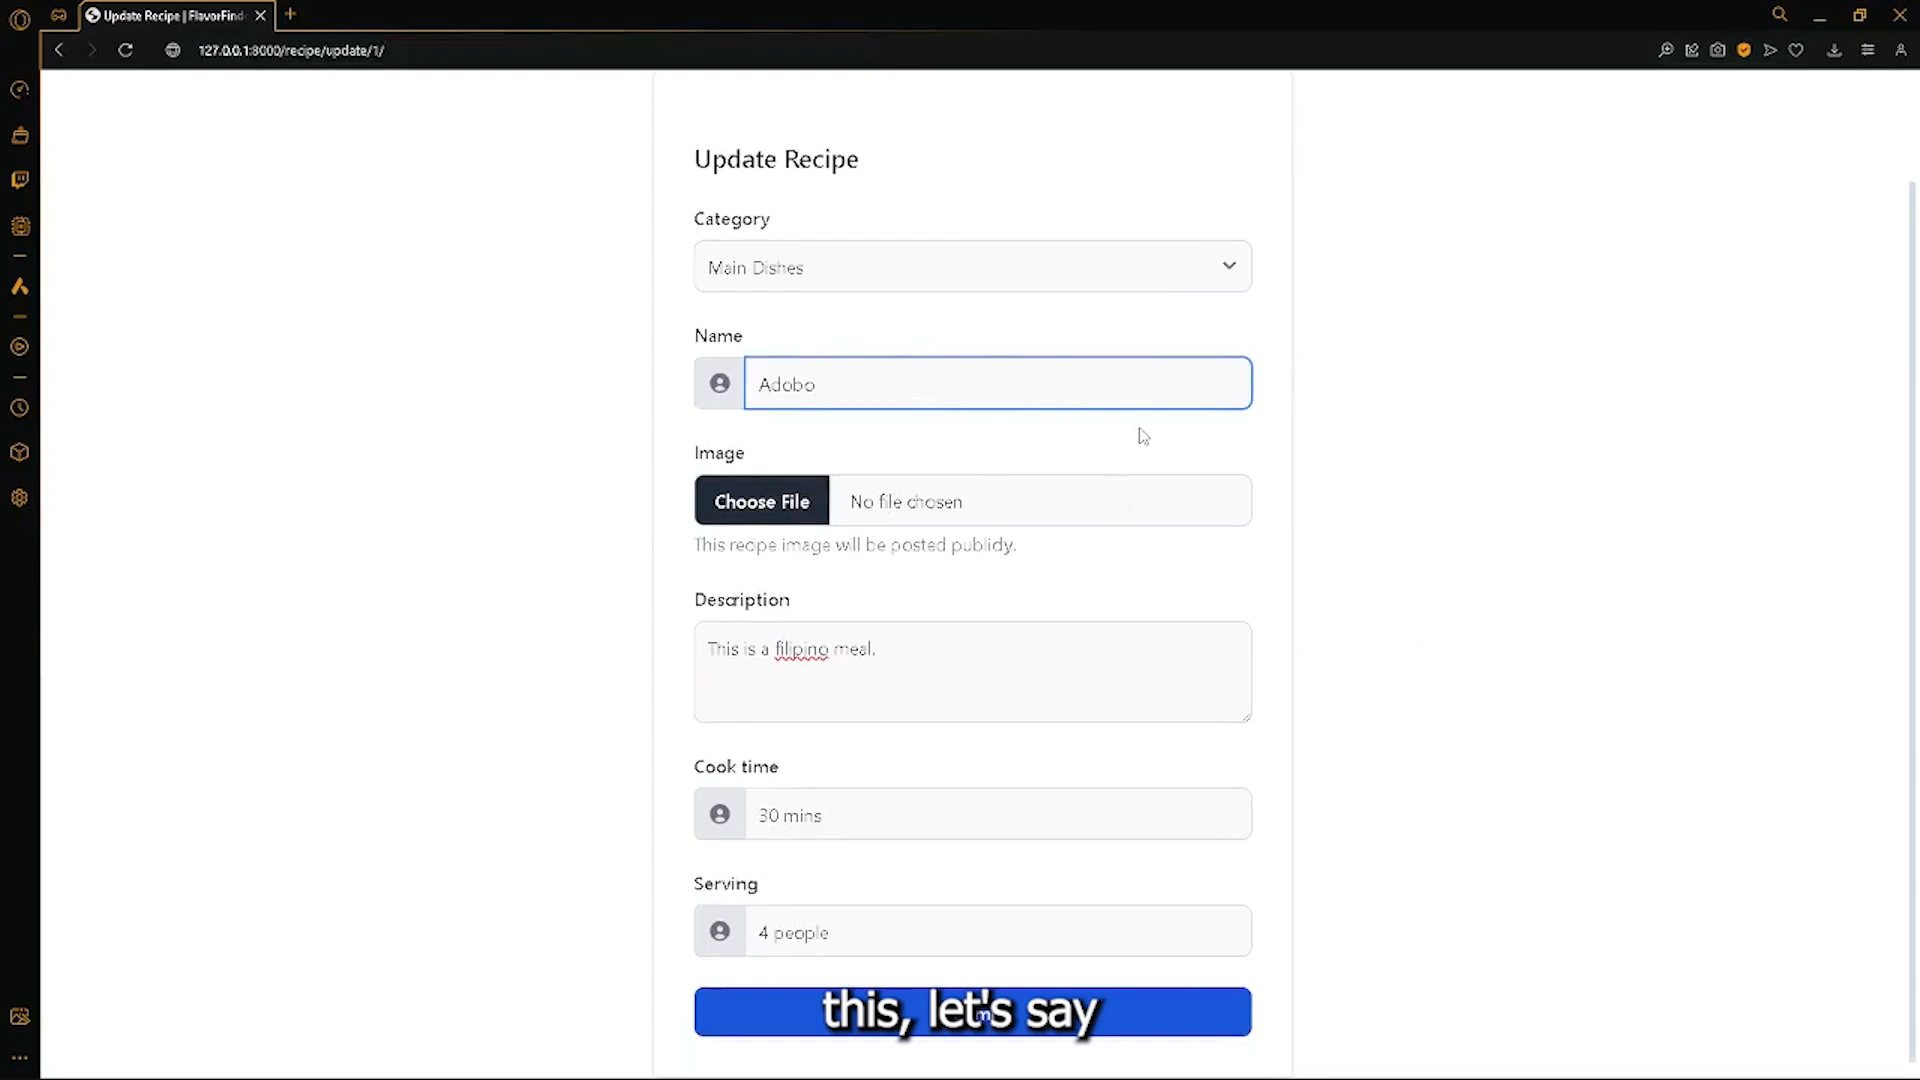 Update Recipe | FlavorFind
127.0.0.1:8000/recipe/update/1/
Update Recipe
Category
Main Dishes
Name
Adobo
Image
Choose File
No file chosen
This recipe image will be posted publicly.
Description
This is a filipino meal.
Cook time
30 mins
Serving
4 people
this, let's say